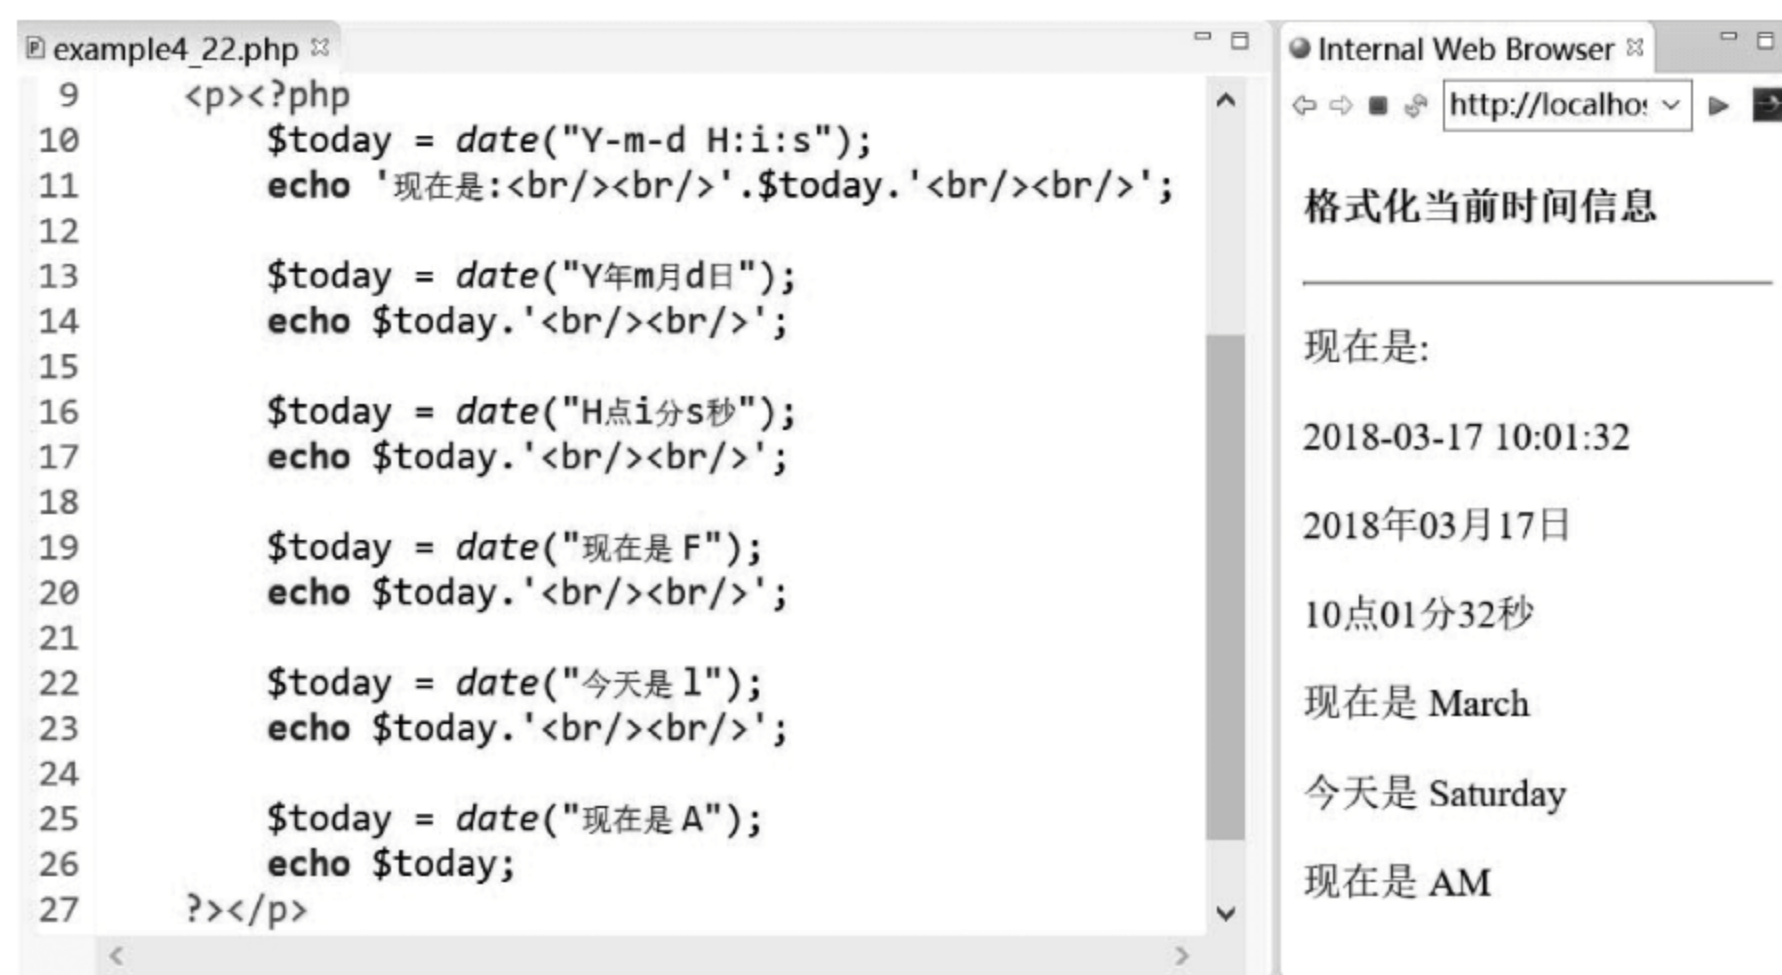 example4_22.php
9 <p><?php
10 $today = date("Y-m-d H:i:s");
11 echo '现在是:<br/><br/>'.$today.'<br/><br/>';
12
13 $today = date("Y年m月d日");
14 echo $today.'<br/><br/>';
15
16 $today = date("H点i分s秒");
17 echo $today.'<br/><br/>';
18
19 $today = date("现在是 F");
20 echo $today.'<br/><br/>';
21
22 $today = date("今天是 l");
23 echo $today.'<br/><br/>';
24
25 $today = date("现在是 A");
26 echo $today;
27 ?></p>
Internal Web Browser
http://localho
格式化当前时间信息
现在是:
2018-03-17 10:01:32
2018年03月17日
10点01分32秒
现在是 March
今天是 Saturday
现在是 AM